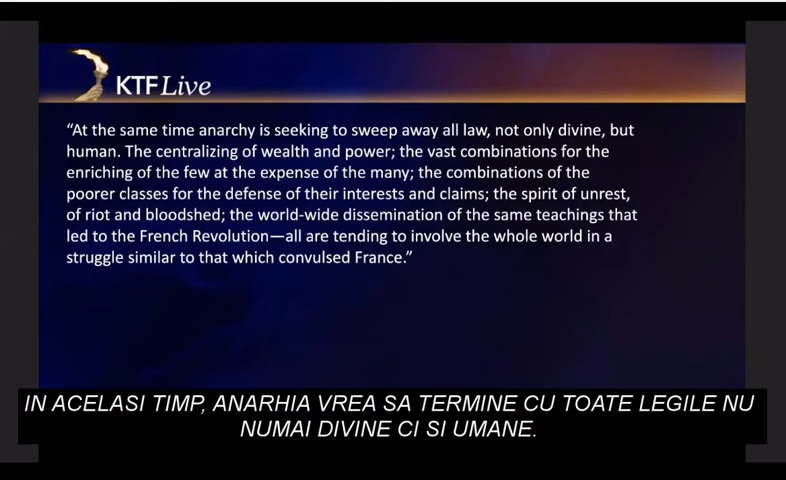 KTF Live
“At the same time anarchy is seeking to sweep away all law, not only divine, but
human. The centralizing of wealth and power; the vast combinations for the
enriching of the few at the expense of the many; the combinations of the
poorer classes for the defense of their interests and claims; the spirit of unrest,
of riot and bloodshed; the world-wide dissemination of the same teachings that
led to the French Revolution—all are tending to involve the whole world in a
struggle similar to that which convulsed France.”
IN ACELASI TIMP, ANARHIA VREA SA TERMINE CU TOATE LEGILE NU
NUMAI DIVINE CI SI UMANE.